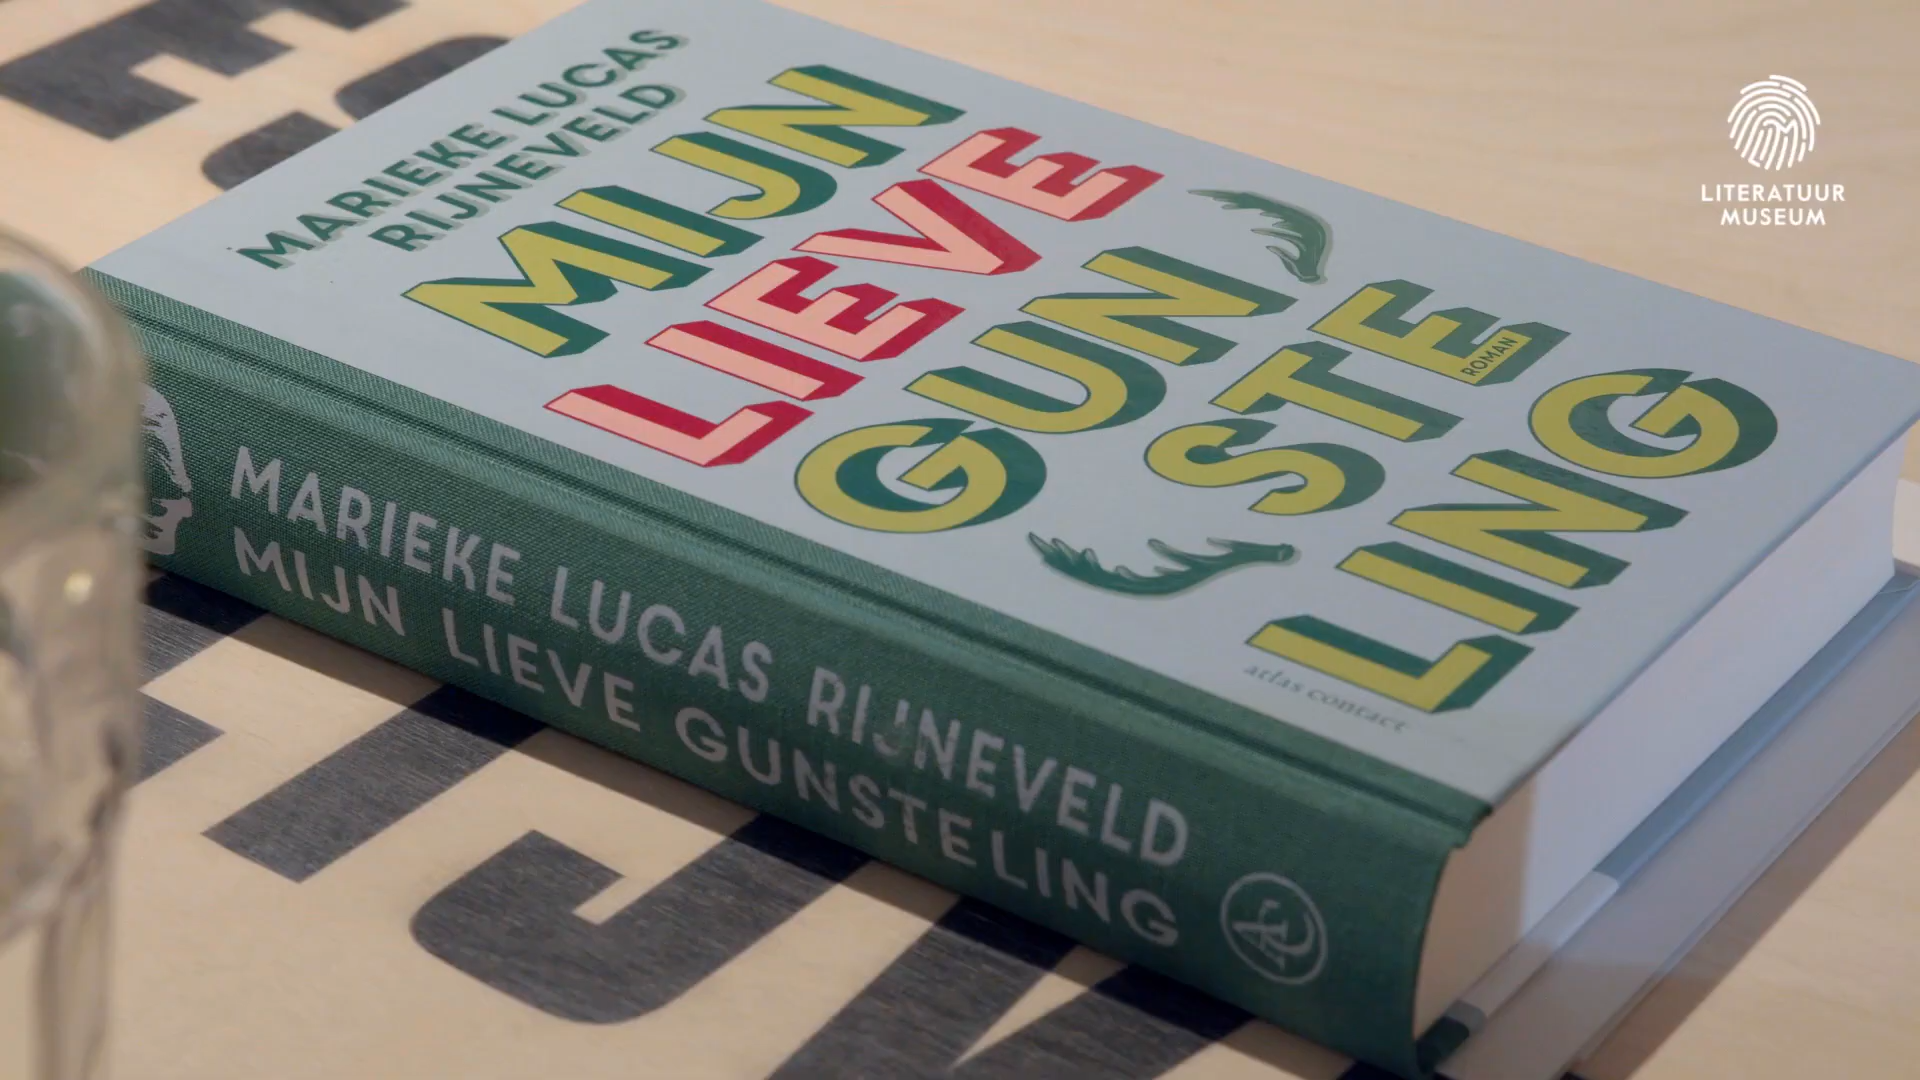 MARIEKE LUCAS
RIJNEVELD
MIJN
LIEVE
GUN
STE
ROMAN
LING
atlas contact
MARIEKE LUCAS RIJNEVELD
MIJN LIEVE GUNSTELING
LITERATUUR
MUSEUM